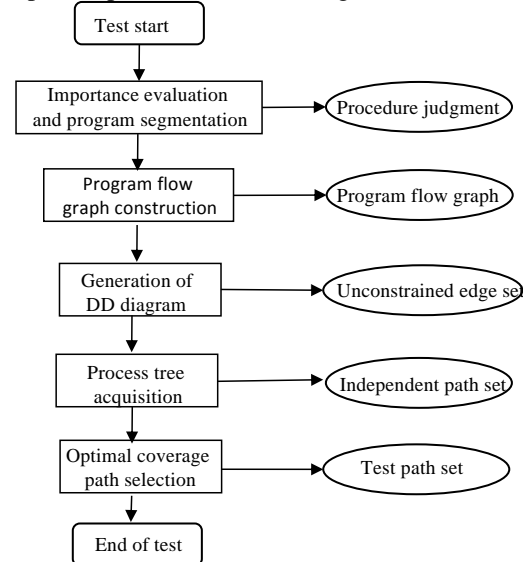 Test start
Importance evaluation
and program segmentation
Procedure judgment
Program flow
graph construction
Program flow graph
Generation of
DD diagram
Unconstrained edge set
Process tree
acquisition
Independent path set
Optimal coverage
path selection
Test path set
End of test